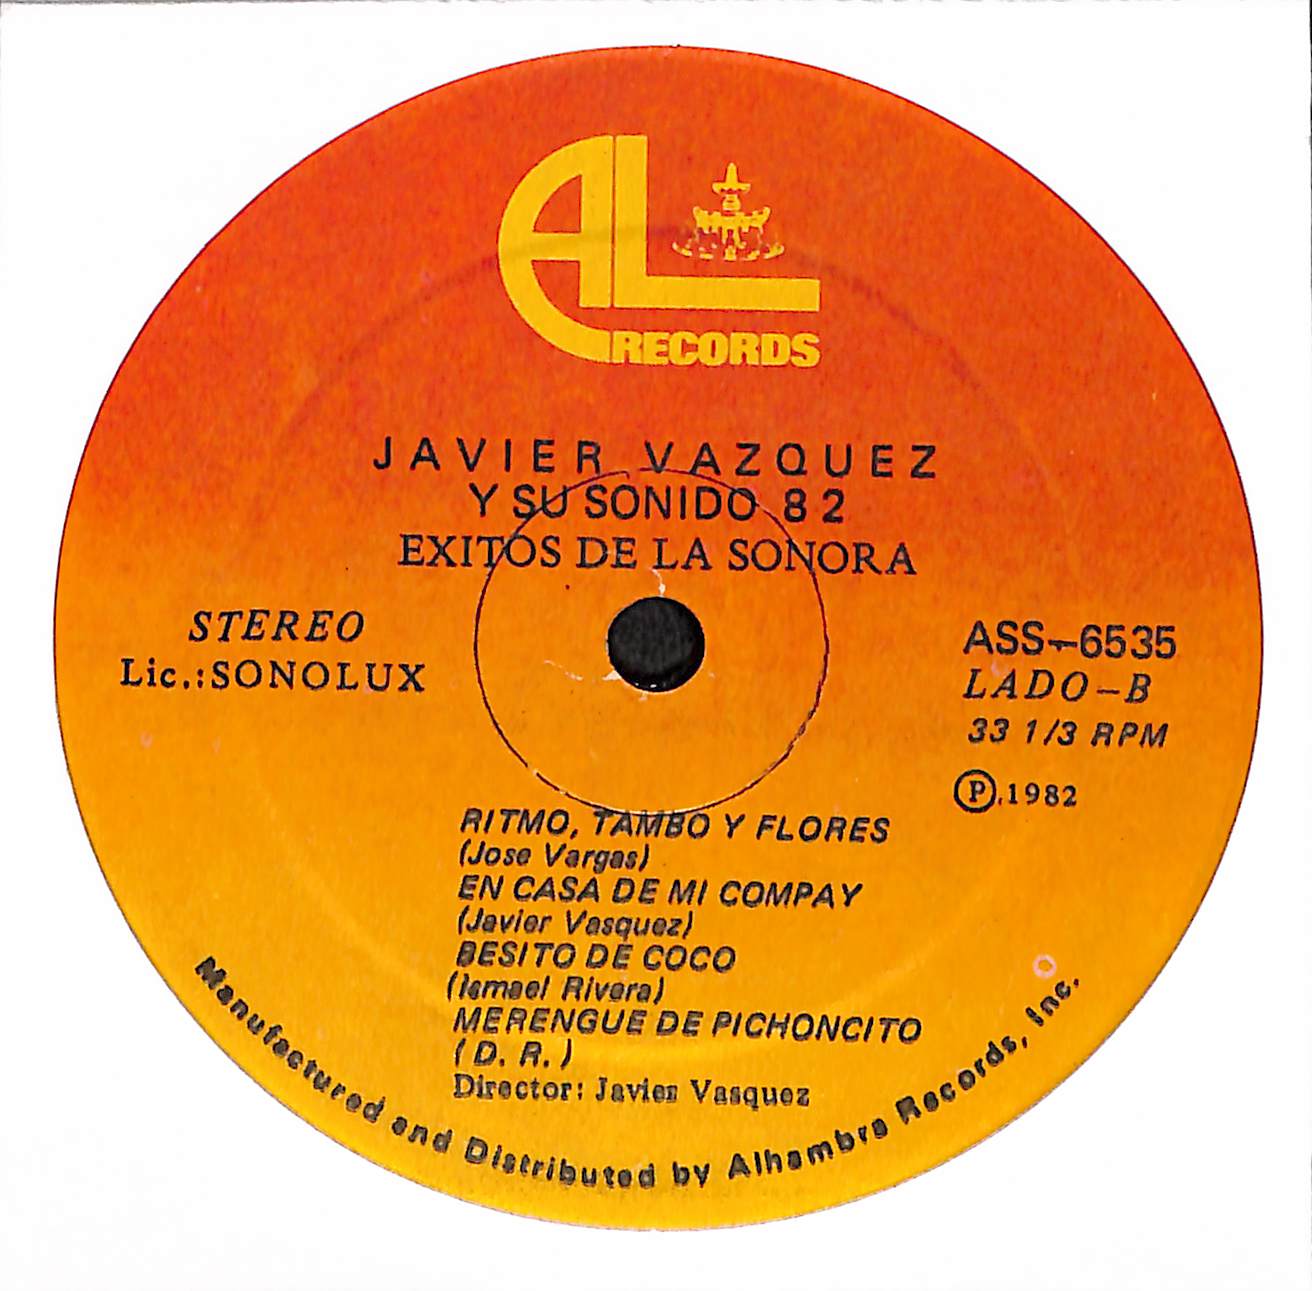 AL
RECORDS
JAVIER VAZQUEZ
Y SU SONIDO 82
EXITOS DE LA SONORA
STEREO
Lic.:SONOLUX
ASS-6535
LADO-B
33 1/3 RPM
Ⓟ.1982
RITMO, TAMBO Y FLORES
(Jose Vargas)
EN CASA DE MI COMPAY
(Javier Vasquez)
BESITO DE COCO
(Ismael Rivera)
MERENGUE DE PICHONCITO
(D. R.)
Director: Javier Vasquez
Manufactured and Distributed by Alhambra Records, Inc.